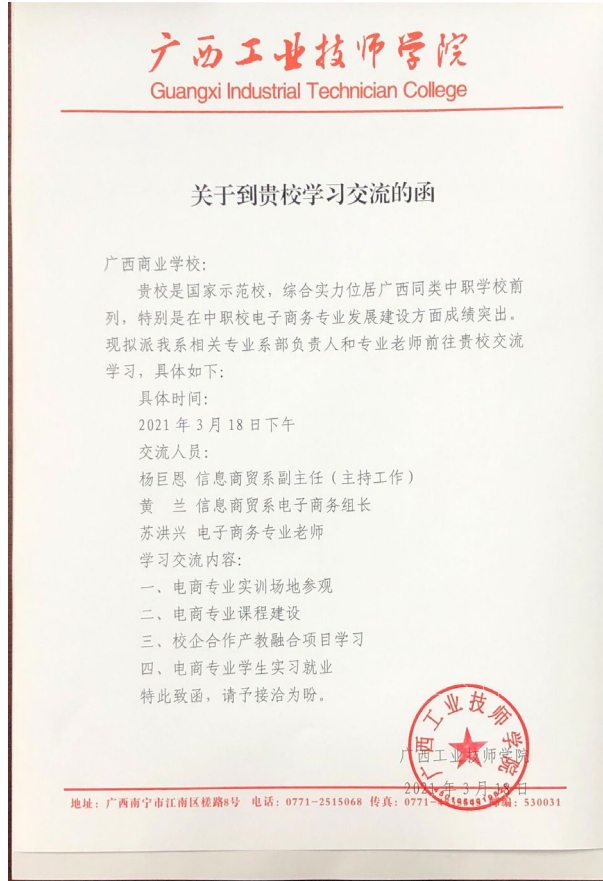 广西工业技师学院
Guangxi Industrial Technician College
关于到贵校学习交流的函
广西商业学校：
贵校是国家示范校，综合实力位居广西同类中职学校前
列，特别是在中职校电子商务专业发展建设方面成绩突出。
现拟派我系相关专业系部负责人和专业老师前往贵校交流
学习，具体如下：
具体时间：
2021年3月18日下午
交流人员：
杨巨恩 信息商贸系副主任（主持工作）
黄 兰 信息商贸系电子商务组长
苏洪兴 电子商务专业老师
学习交流内容：
一、电商专业实训场地参观
二、电商专业课程建设
三、校企合作产教融合项目学习
四、电商专业学生实习就业
特此致函，请予接洽为盼。
广西工业技师学院
广西工业技师学院
2021年3月18日
地址：广西南宁市江南区槎路8号 电话：0771-2515068 传真：0771- 邮编：530031